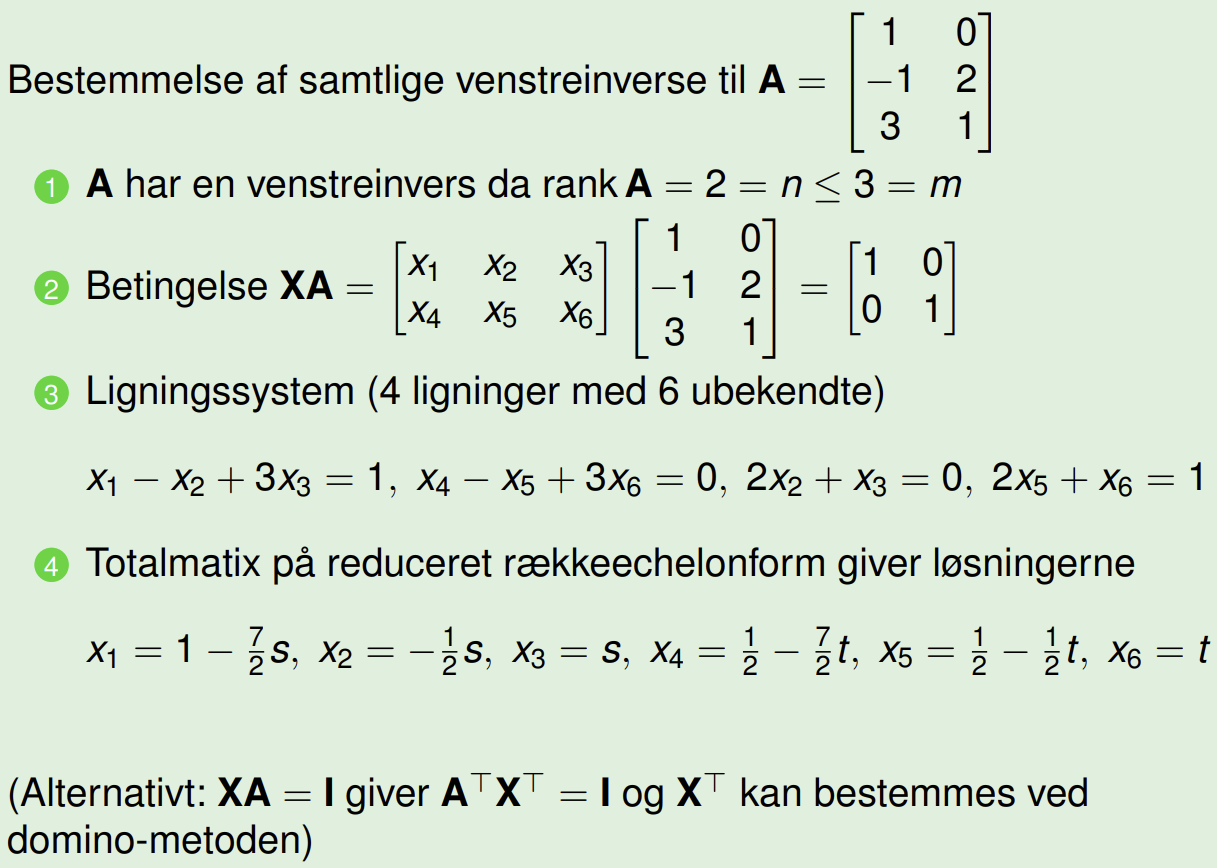 Bestemmelse af samtlige venstreinverse til A = [1 0; −1 2; 3 1]
1 A har en venstreinvers da rank A = 2 = n ≤ 3 = m
2 Betingelse XA = [x₁ x₂ x₃; x₄ x₅ x₆] [1 0; −1 2; 3 1] = [1 0; 0 1]
3 Ligningssystem (4 ligninger med 6 ubekendte)
x₁ − x₂ + 3x₃ = 1, x₄ − x₅ + 3x₆ = 0, 2x₂ + x₃ = 0, 2x₅ + x₆ = 1
4 Totalmatix på reduceret rækkeechelonform giver løsningerne
x₁ = 1 − 7/2 s, x₂ = −1/2 s, x₃ = s, x₄ = 1/2 − 7/2 t, x₅ = 1/2 − 1/2 t, x₆ = t
(Alternativt: XA = I giver A⊤X⊤ = I og X⊤ kan bestemmes ved
domino-metoden)